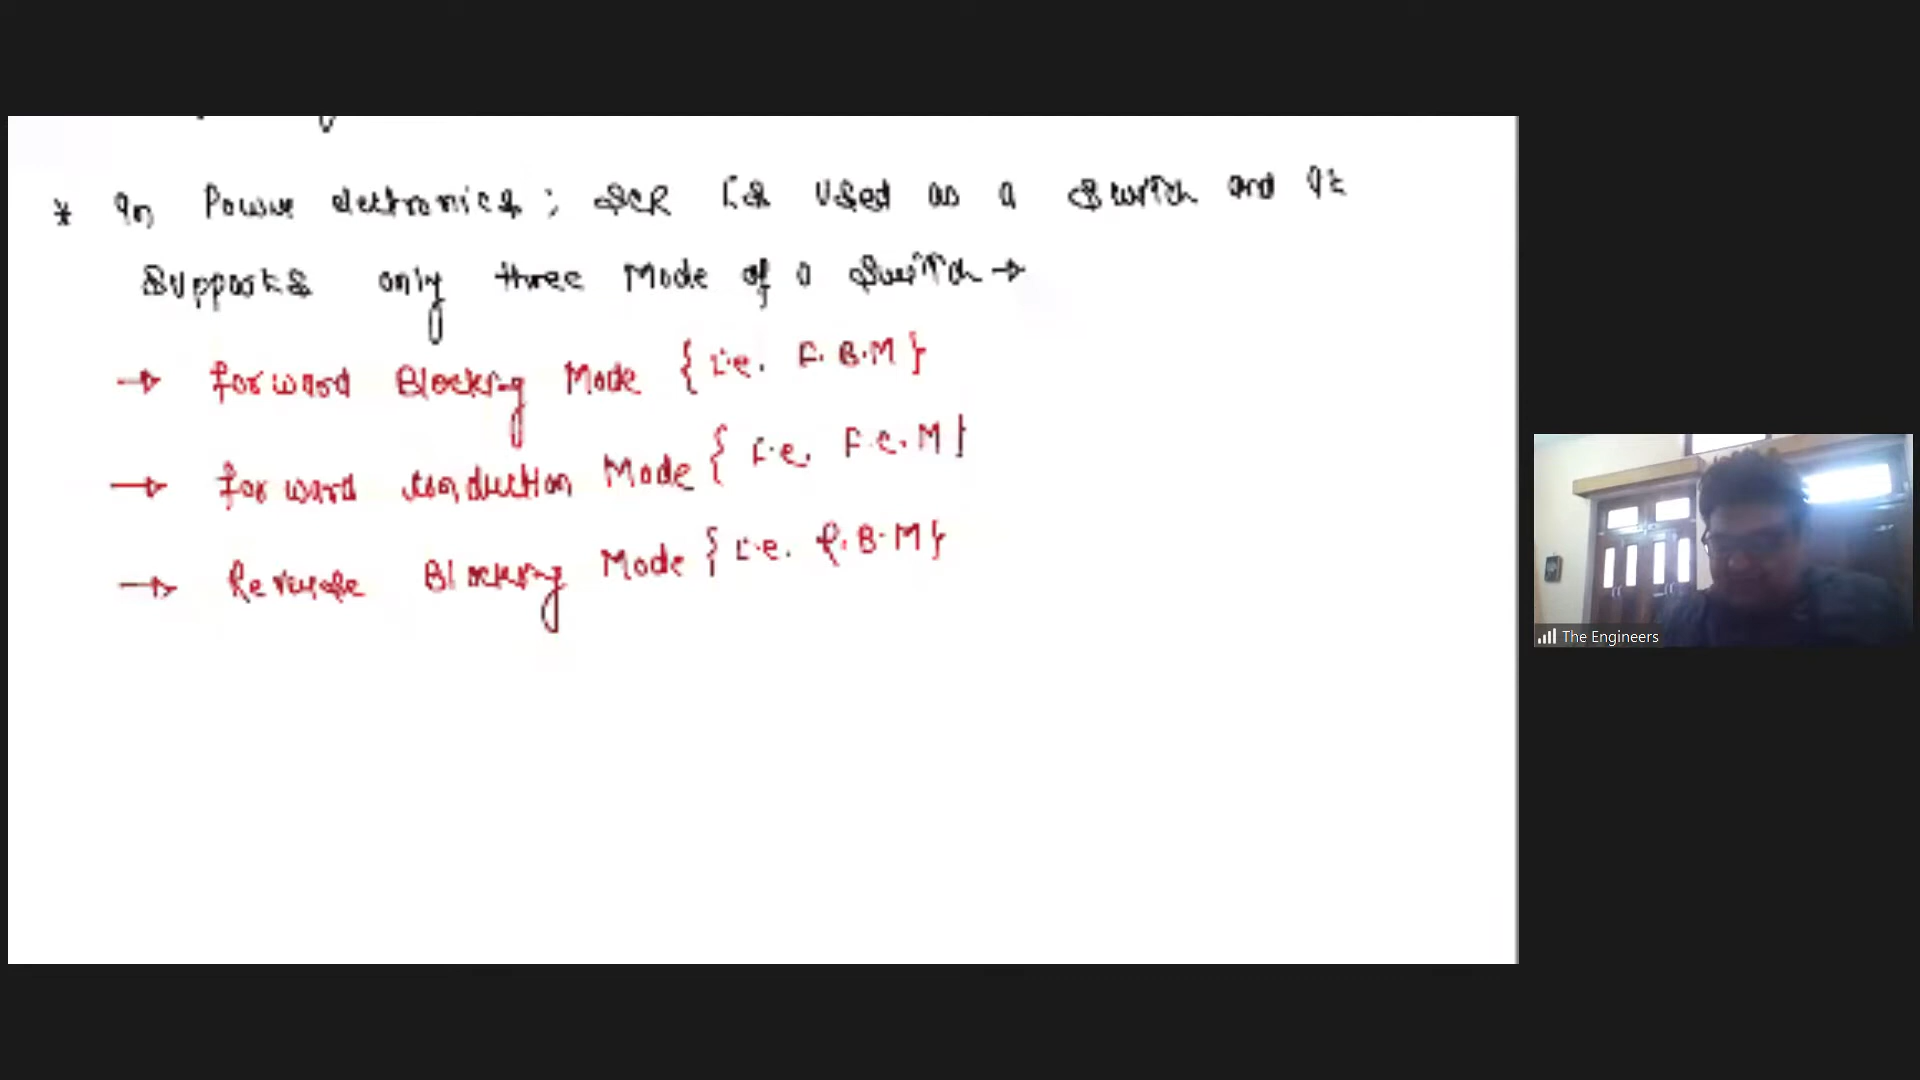 * In Power electronics; SCR is used as a switch and it
supports only three Mode of a switch →
→ forward Blocking Mode { i.e. F.B.M }
→ forward conduction Mode { i.e. F.C.M }
→ Reverse Blocking Mode { i.e. R.B.M }
The Engineers